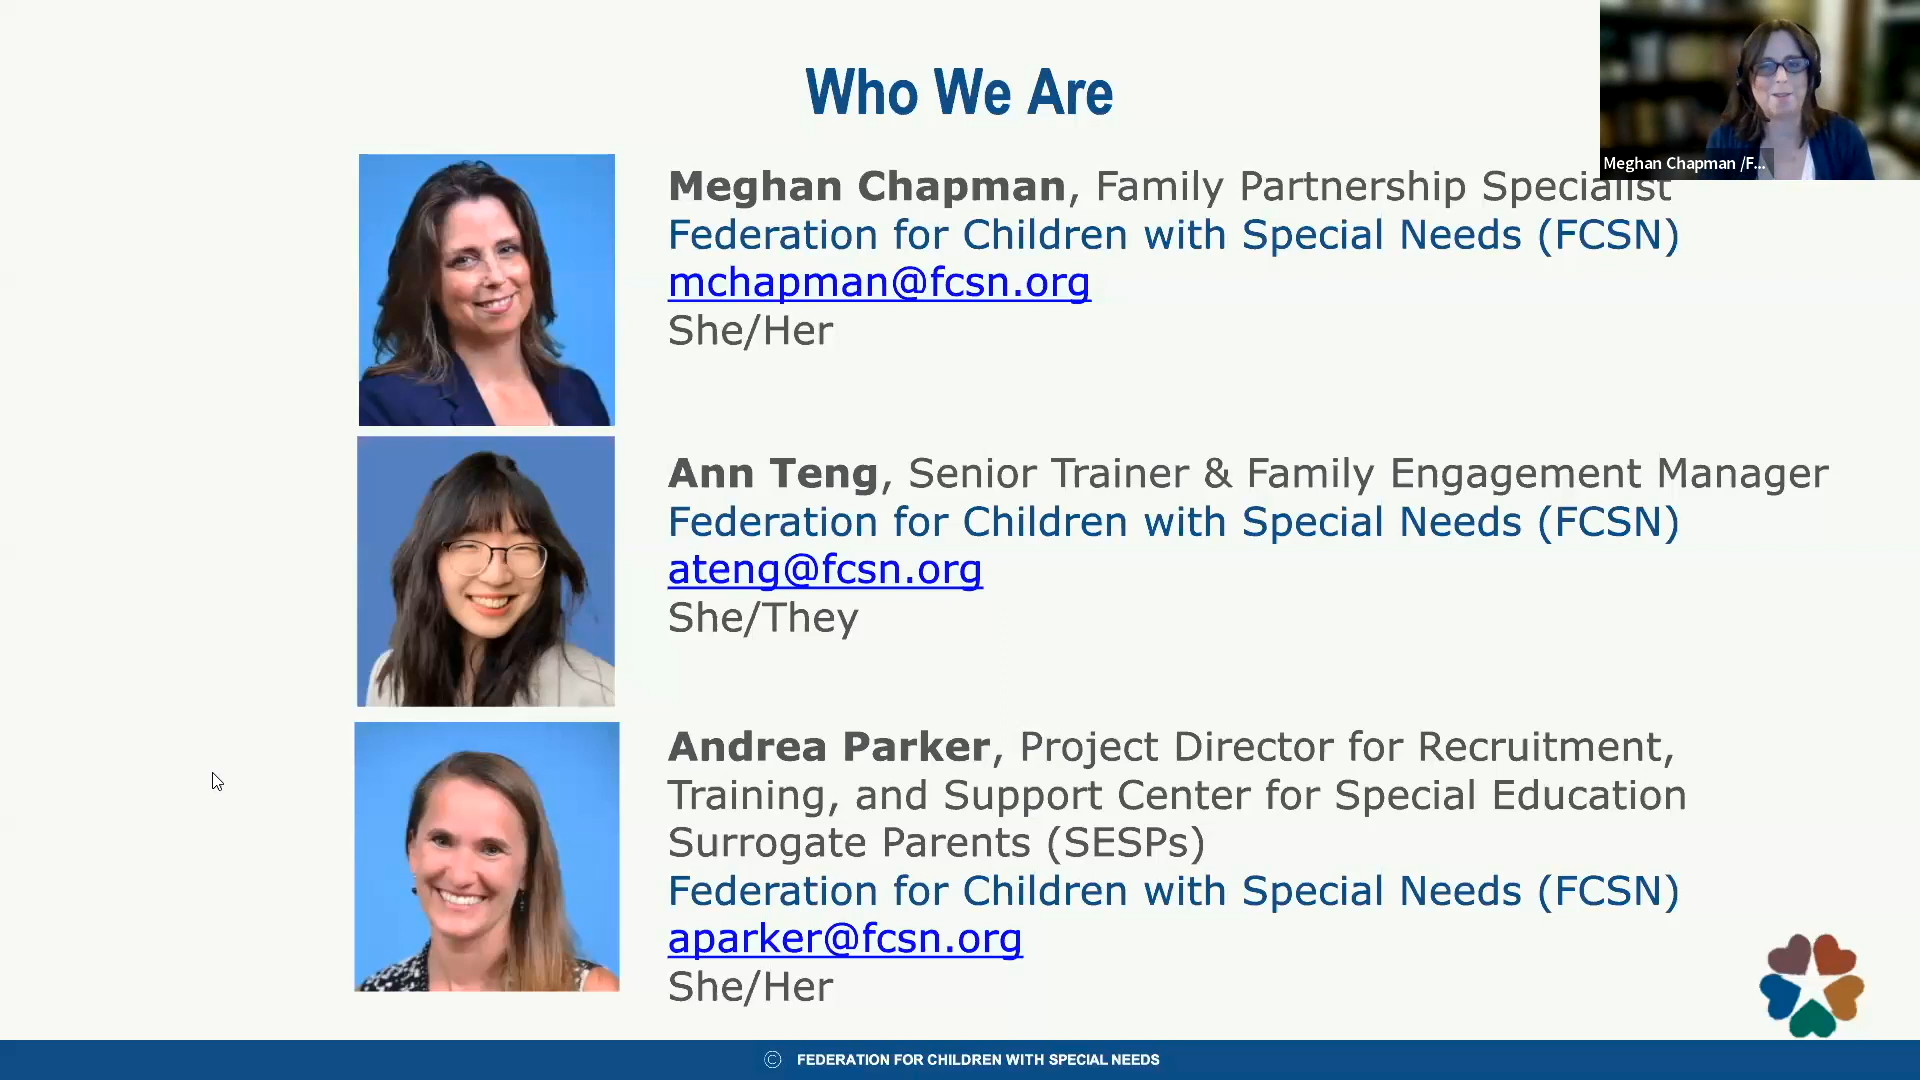 Who We Are
Meghan Chapman /F...
Meghan Chapman, Family Partnership Specialist
Federation for Children with Special Needs (FCSN)
mchapman@fcsn.org
She/Her
Ann Teng, Senior Trainer & Family Engagement Manager
Federation for Children with Special Needs (FCSN)
ateng@fcsn.org
She/They
Andrea Parker, Project Director for Recruitment,
Training, and Support Center for Special Education
Surrogate Parents (SESPs)
Federation for Children with Special Needs (FCSN)
aparker@fcsn.org
She/Her
© FEDERATION FOR CHILDREN WITH SPECIAL NEEDS